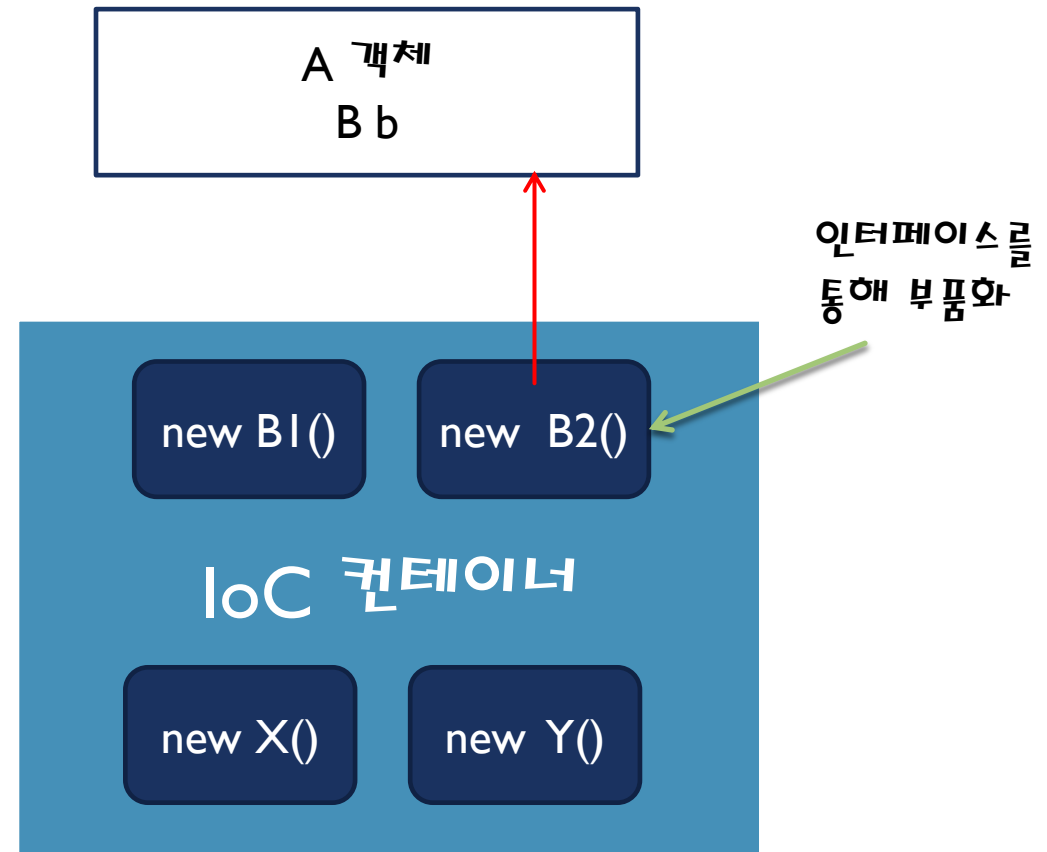 A 객체
B b
인터페이스를
통해 부품화
new B1()
new B2()
IoC 컨테이너
new X()
new Y()